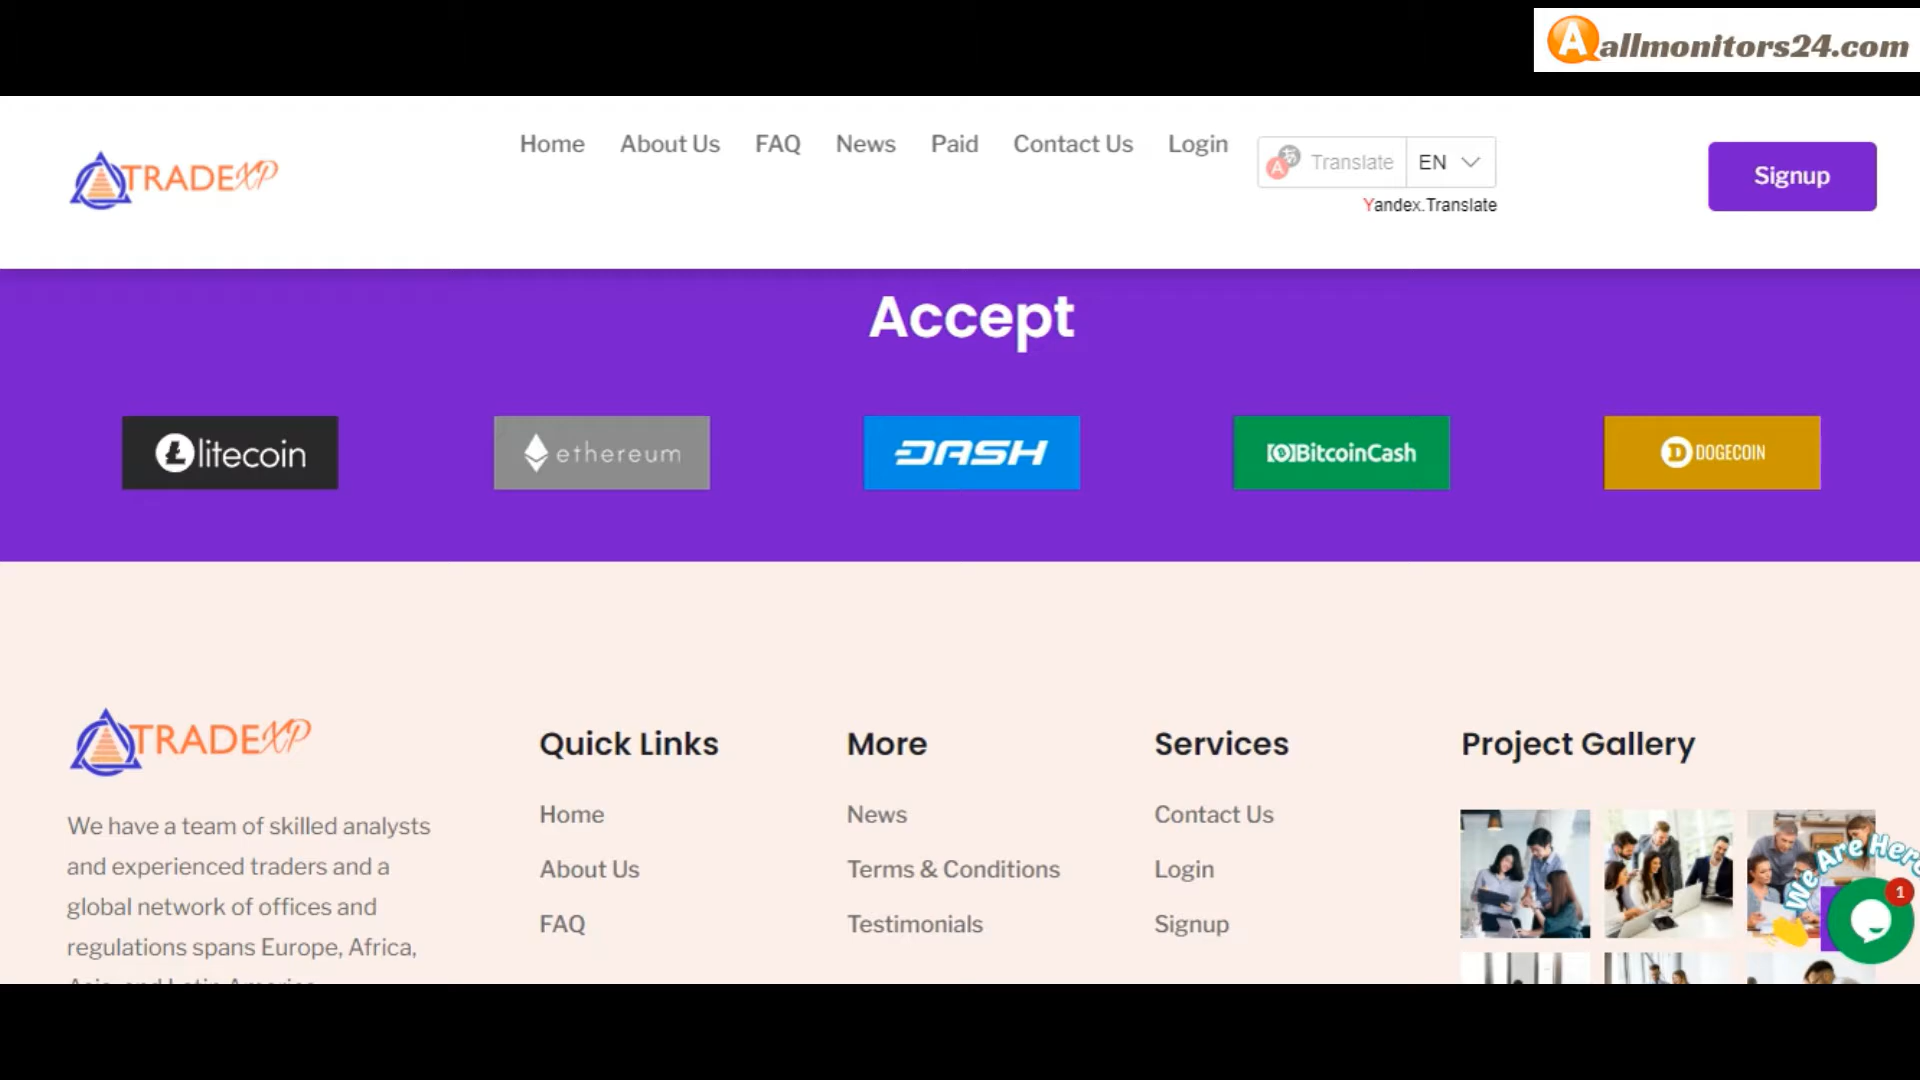 allmonitors24.com
TRADEXP
Home About Us FAQ News Paid Contact Us Login
Translate EN
Yandex.Translate
Signup
Accept
litecoin
ethereum
DASH
BitcoinCash
DOGECOIN
TRADEXP
We have a team of skilled analysts
and experienced traders and a
global network of offices and
regulations spans Europe, Africa,
Quick Links
Home
About Us
FAQ
More
News
Terms & Conditions
Testimonials
Services
Contact Us
Login
Signup
Project Gallery
We Are Here
1